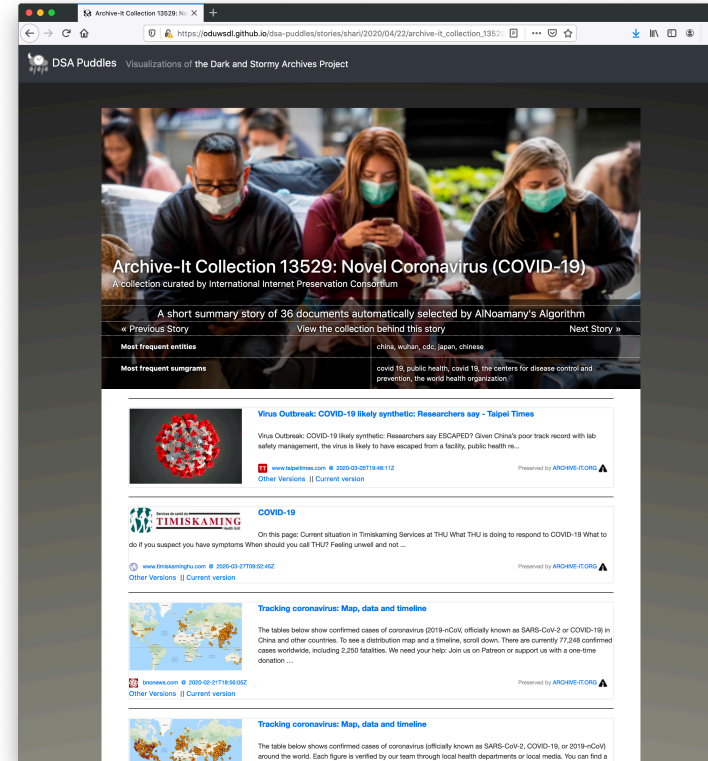 Archive-It Collection 13529: No
https://oduwsdl.github.io/dsa-puddles/stories/shari/2020/04/22/archive-it_collection_13529
DSA Puddles Visualizations of the Dark and Stormy Archives Project
Archive-It Collection 13529: Novel Coronavirus (COVID-19)
A collection curated by International Internet Preservation Consortium
A short summary story of 36 documents automatically selected by AlNoamany's Algorithm
« Previous Story View the collection behind this story Next Story »
Most frequent entities china, wuhan, cdc, japan, chinese
Most frequent sumgrams covid 19, public health, covid 19, the centers for disease control and
prevention, the world health organization
Virus Outbreak: COVID-19 likely synthetic: Researchers say - Taipei Times
Virus Outbreak: COVID-19 likely synthetic: Researchers say ESCAPED? Given China's poor track record with lab
safety management, the virus is likely to have escaped from a facility, public health re...
TT www.taipeitimes.com @ 2020-03-05T19:48:11Z Preserved by ARCHIVE-IT.ORG
Other Versions || Current version
Services de santé du
TIMISKAMING
Health Unit
COVID-19
On this page: Current situation in Timiskaming Services at THU What THU is doing to respond to COVID-19 What to
do if you suspect you have symptoms When should you call THU? Feeling unwell and not ...
www.timiskaminghu.com @ 2020-03-27T09:52:45Z Preserved by ARCHIVE-IT.ORG
Other Versions || Current version
Tracking coronavirus: Map, data and timeline
The tables below show confirmed cases of coronavirus (2019-nCoV, officially known as SARS-CoV-2 or COVID-19) in
China and other countries. To see a distribution map and a timeline, scroll down. There are currently 77,248 confirmed
cases worldwide, including 2,250 fatalities. We need your help: Join us on Patreon or support us with a one-time
donation ...
bnonews.com @ 2020-02-21T18:56:05Z Preserved by ARCHIVE-IT.ORG
Other Versions || Current version
Tracking coronavirus: Map, data and timeline
The table below shows confirmed cases of coronavirus (officially known as SARS-CoV-2, COVID-19, or 2019-nCoV)
around the world. Each figure is verified by our team through local health departments or local media. You can find a